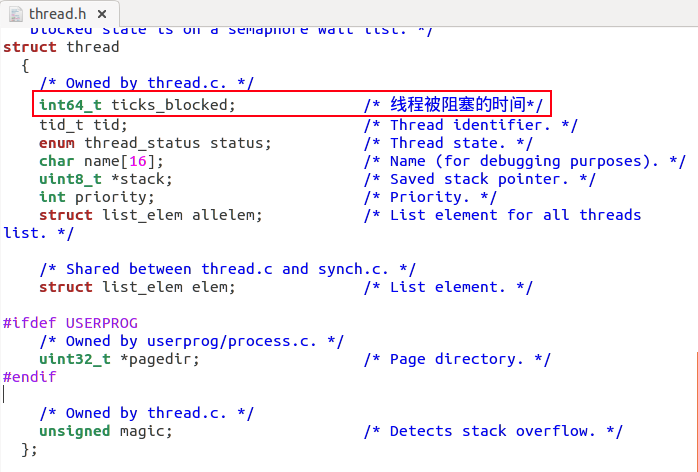 thread.h ×
blocked state is on a semaphore wait list. */
struct thread
  {
    /* Owned by thread.c. */
    int64_t ticks_blocked;              /* 线程被阻塞的时间*/
    tid_t tid;                          /* Thread identifier. */
    enum thread_status status;          /* Thread state. */
    char name[16];                      /* Name (for debugging purposes). */
    uint8_t *stack;                     /* Saved stack pointer. */
    int priority;                       /* Priority. */
    struct list_elem allelem;           /* List element for all threads
list. */
    /* Shared between thread.c and synch.c. */
    struct list_elem elem;              /* List element. */
#ifdef USERPROG
    /* Owned by userprog/process.c. */
    uint32_t *pagedir;                  /* Page directory. */
#endif
    /* Owned by thread.c. */
    unsigned magic;                     /* Detects stack overflow. */
  };